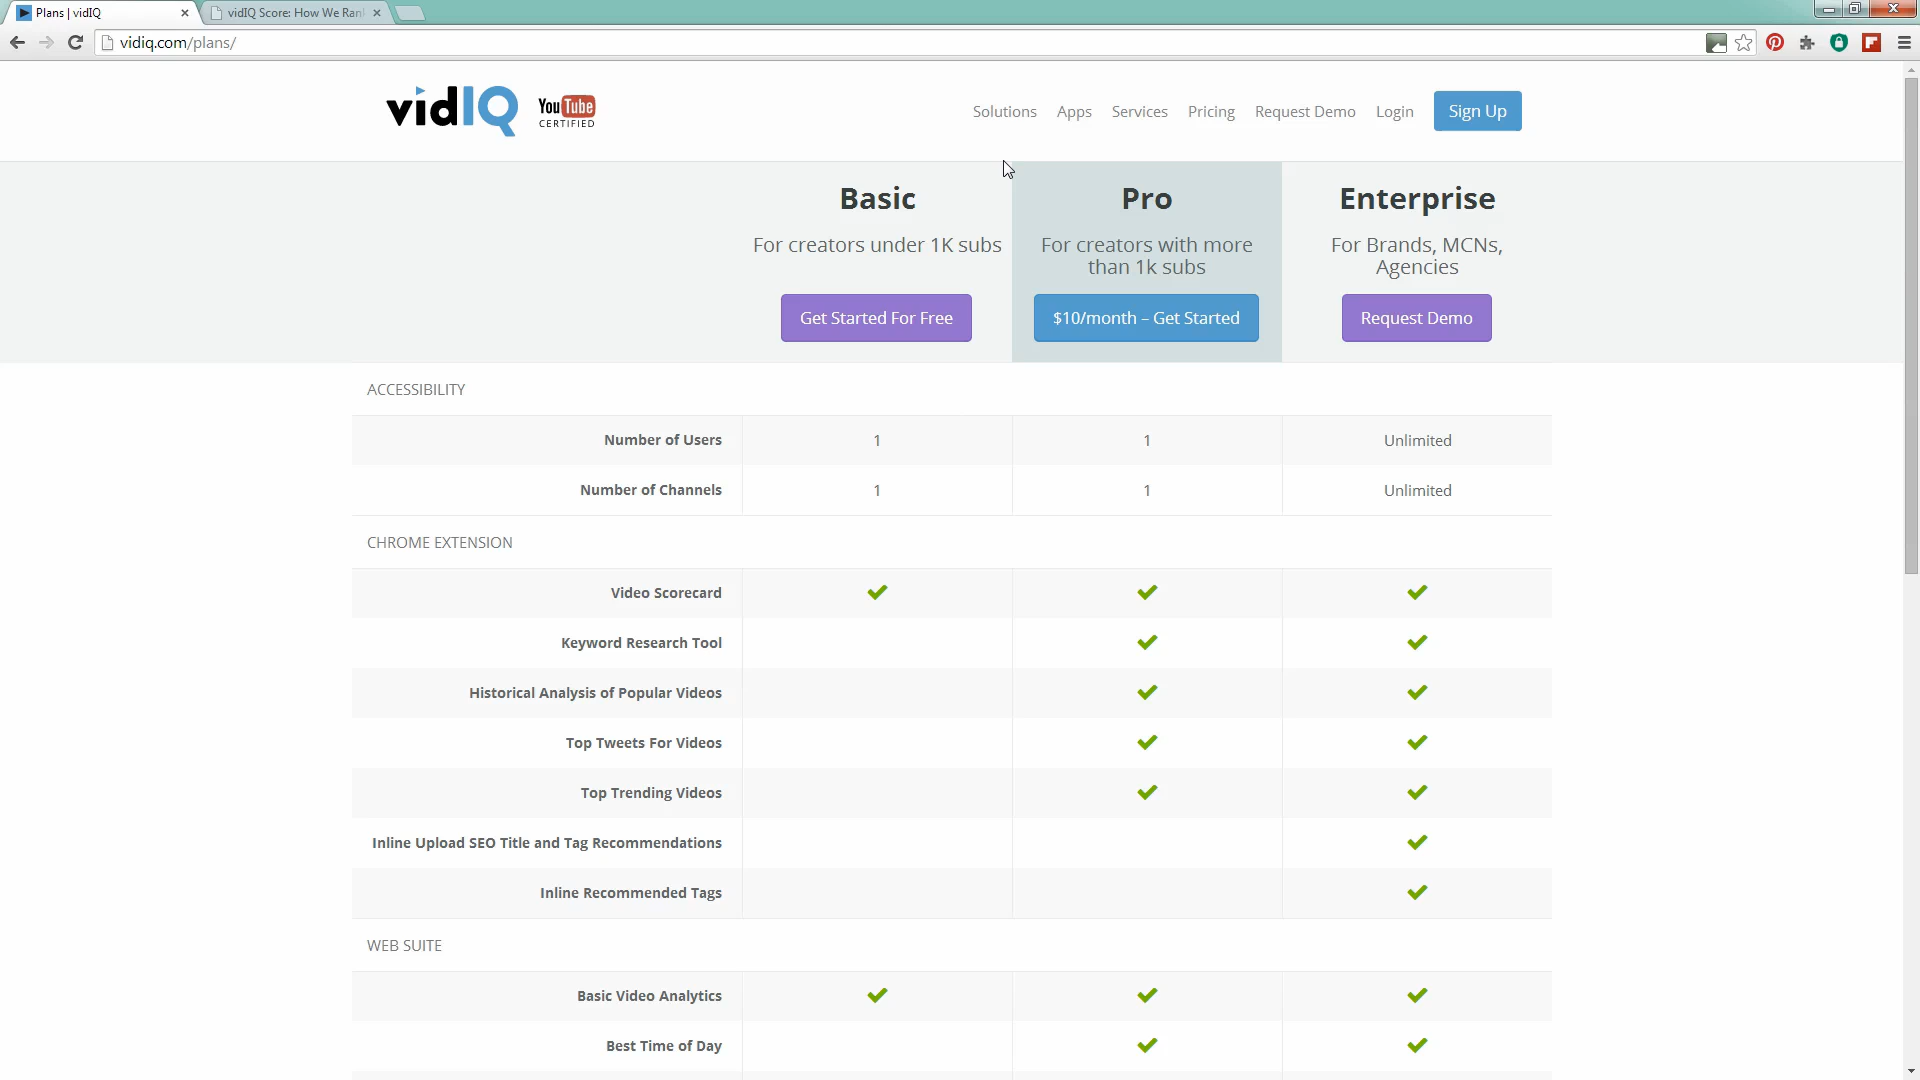 Plans | vidIQ
vidIQ Score: How We Ran
vidiq.com/plans/
vidIQ
YouTube
CERTIFIED
Solutions Apps Services Pricing Request Demo Login Sign Up
Basic Pro Enterprise
For creators under 1K subs
For creators with more
than 1k subs
For Brands, MCNs,
Agencies
Get Started For Free $10/month – Get Started Request Demo
ACCESSIBILITY
Number of Users 1 1 Unlimited
Number of Channels 1 1 Unlimited
CHROME EXTENSION
Video Scorecard
Keyword Research Tool
Historical Analysis of Popular Videos
Top Tweets For Videos
Top Trending Videos
Inline Upload SEO Title and Tag Recommendations
Inline Recommended Tags
WEB SUITE
Basic Video Analytics
Best Time of Day